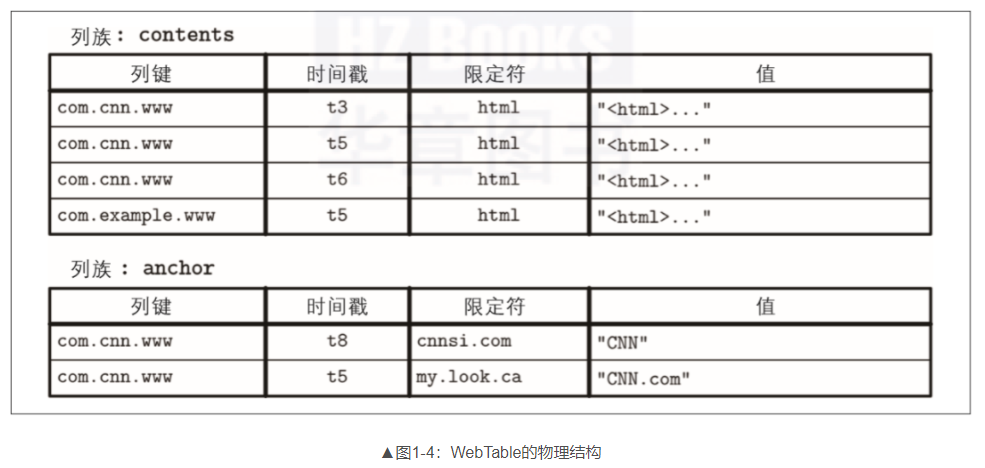 列族：contents
列键 时间戳 限定符 值
com.cnn.www t3 html "<html>..."
com.cnn.www t5 html "<html>..."
com.cnn.www t6 html "<html>..."
com.example.www t5 html "<html>..."
列族：anchor
列键 时间戳 限定符 值
com.cnn.www t8 cnnsi.com "CNN"
com.cnn.www t5 my.look.ca "CNN.com"
▲图1-4：WebTable的物理结构
HZ BOOKS
华章图书